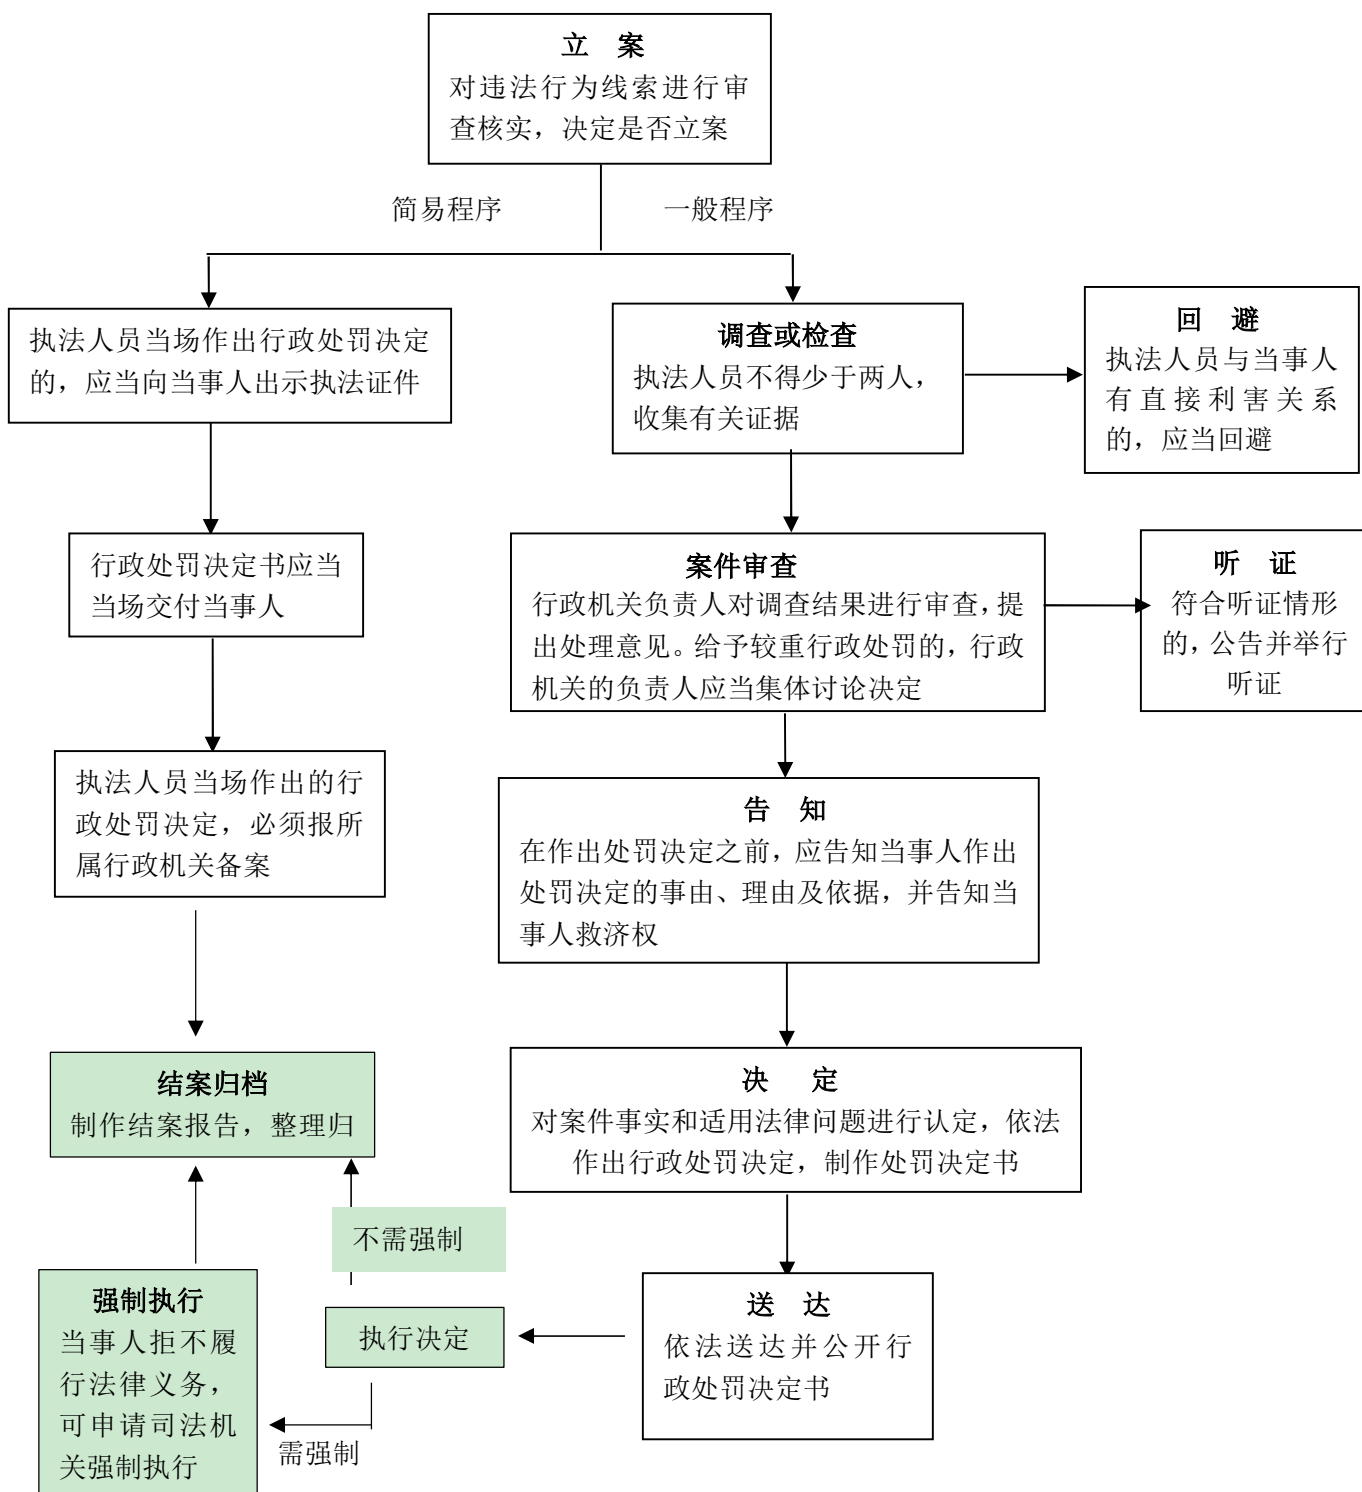 立 案
对违法行为线索进行审
查核实，决定是否立案
简易程序
一般程序
执法人员当场作出行政处罚决定
的，应当向当事人出示执法证件
调查或检查
执法人员不得少于两人，
收集有关证据
回 避
执法人员与当事人
有直接利害关系
的，应当回避
行政处罚决定书应当
当场交付当事人
案件审查
行政机关负责人对调查结果进行审查，提
出处理意见。给予较重行政处罚的，行政
机关的负责人应当集体讨论决定
听 证
符合听证情形
的，公告并举行
听证
执法人员当场作出的行
政处罚决定，必须报所
属行政机关备案
告 知
在作出处罚决定之前，应告知当事人作出
处罚决定的事由、理由及依据，并告知当
事人救济权
结案归档
制作结案报告，整理归
决 定
对案件事实和适用法律问题进行认定，依法
作出行政处罚决定，制作处罚决定书
不需强制
强制执行
当事人拒不履
行法律义务，
可申请司法机
关强制执行
执行决定
需强制
送 达
依法送达并公开行
政处罚决定书